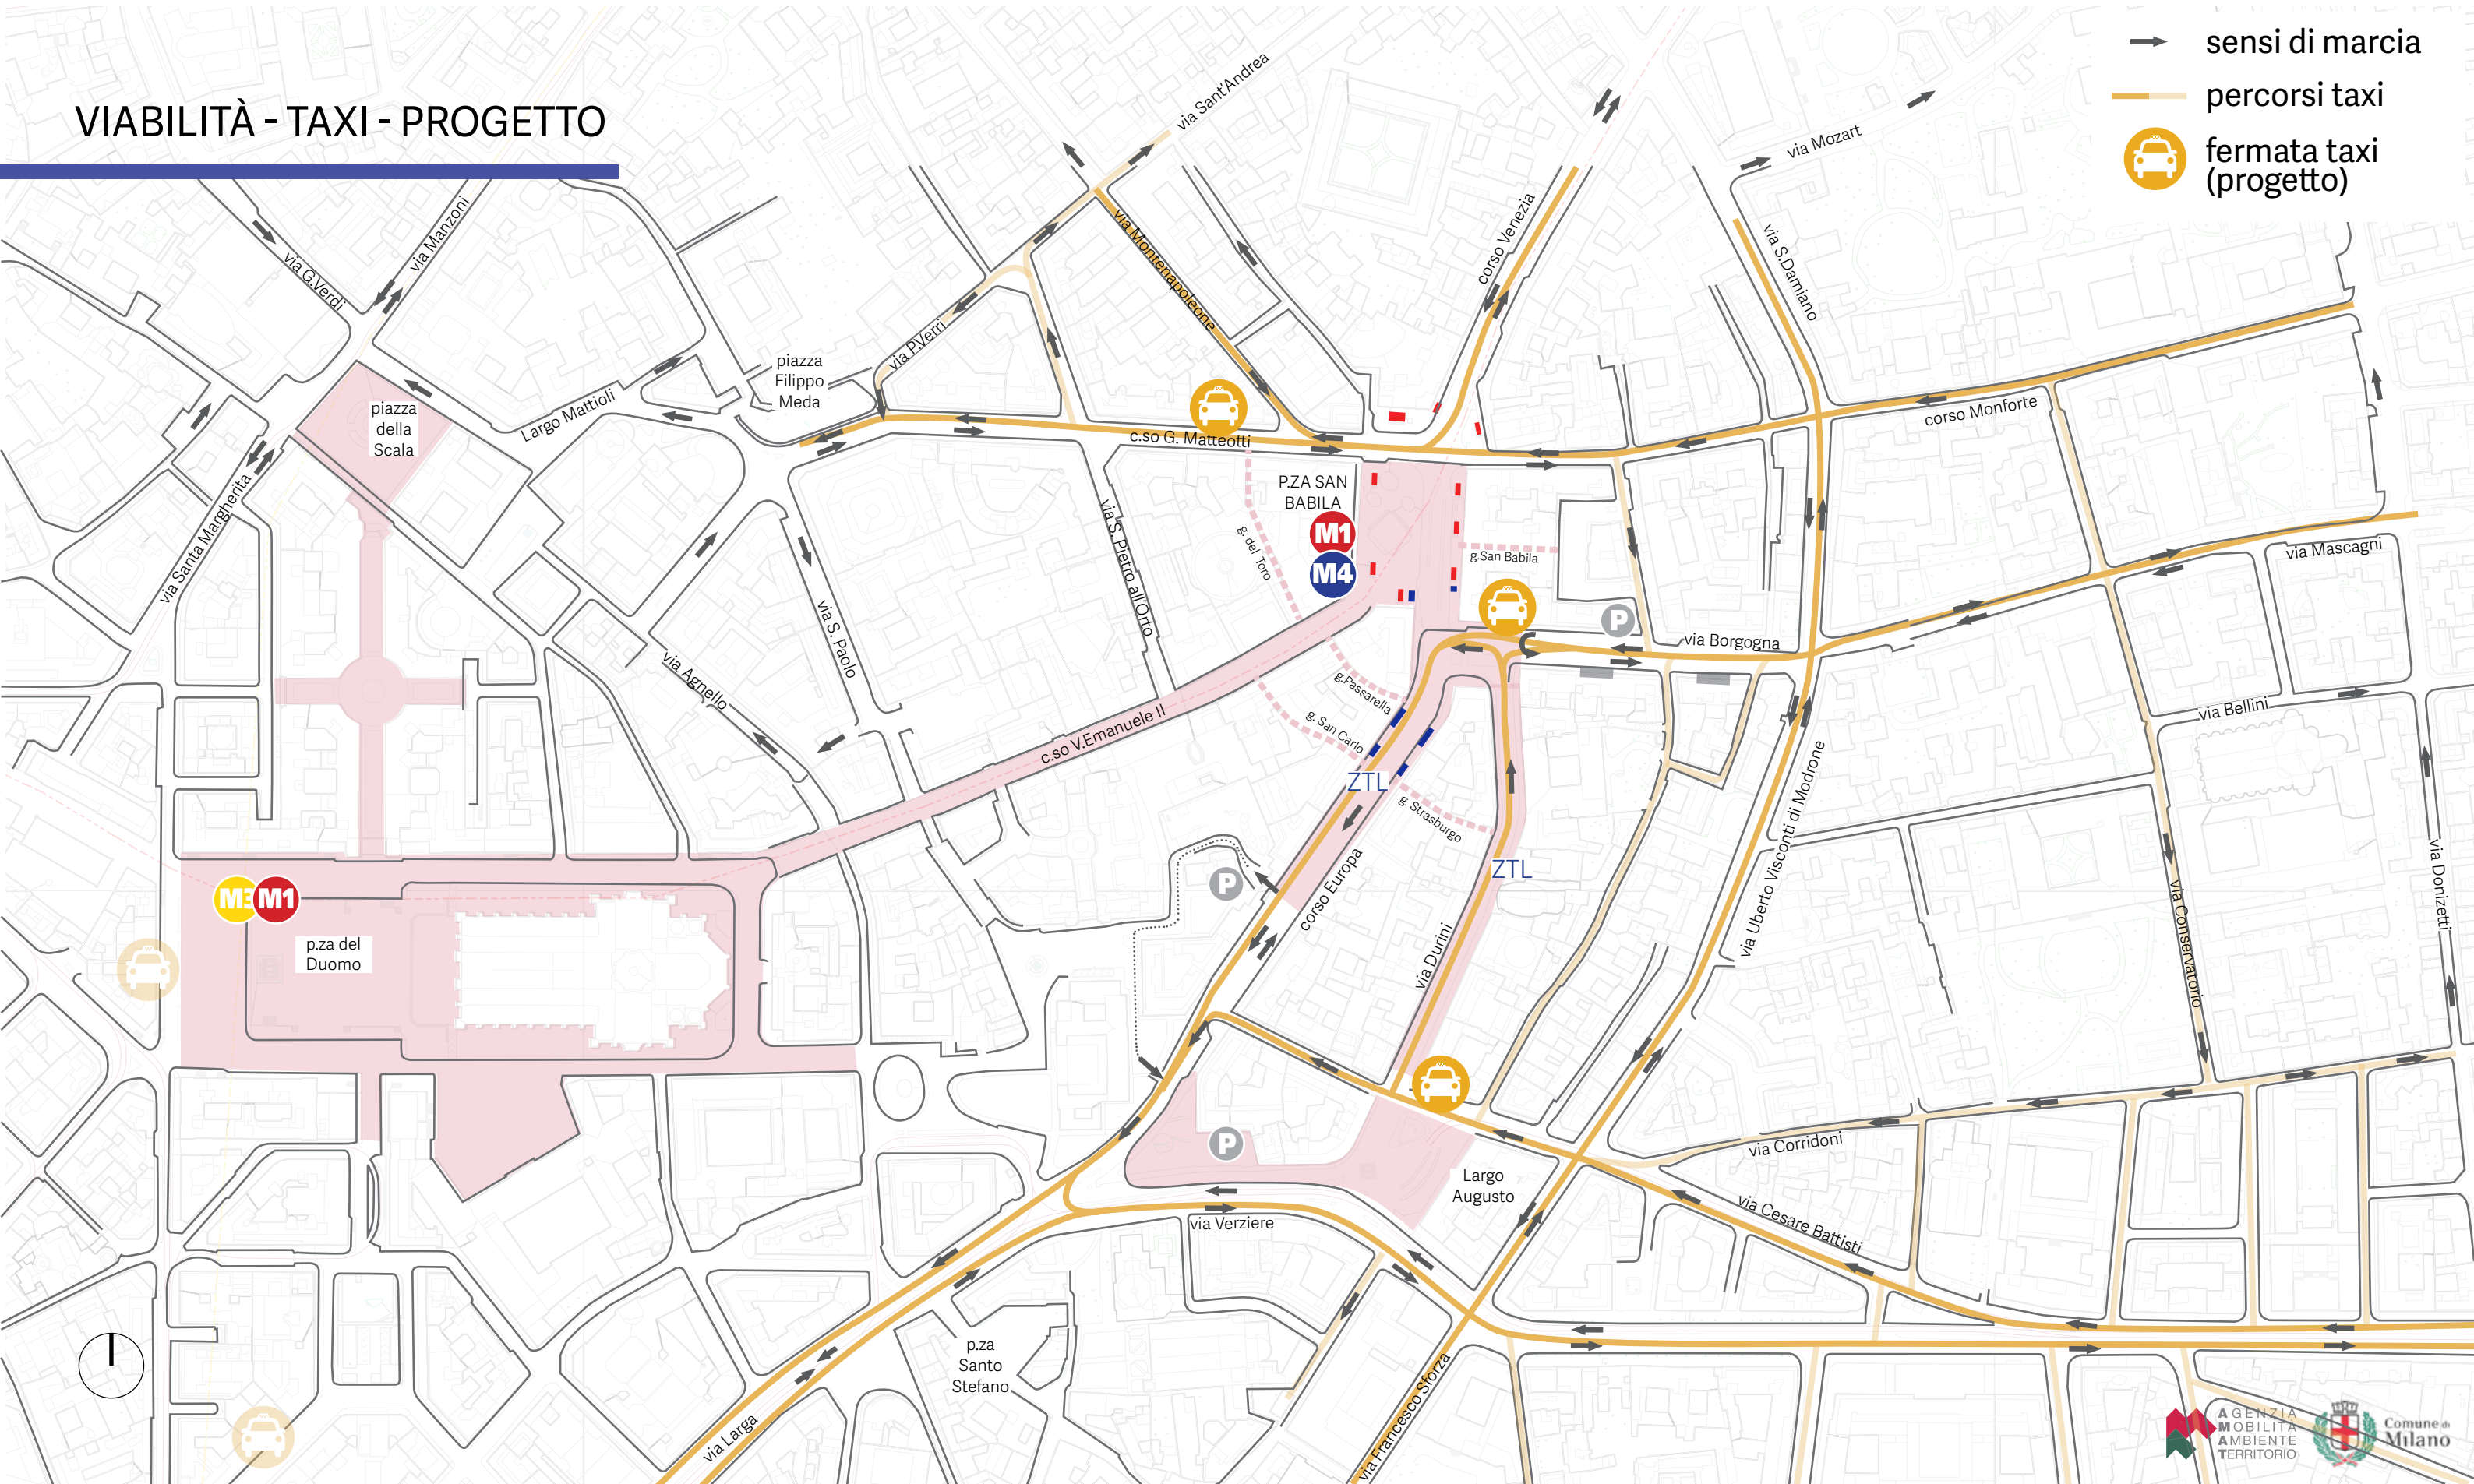 VIABILITÀ - TAXI - PROGETTO
sensi di marcia
percorsi taxi
fermata taxi
(progetto)
via Sant'Andrea
via Mozart
via Manzoni
via G.Verdi
corso Venezia
via S.Damiano
via Montenapoleone
via P.Verri
piazza
Filippo
Meda
piazza
della
Scala
Largo Mattioli
c.so G. Matteotti
corso Monforte
via Santa Margherita
P.ZA SAN
BABILA
M1
M4
g. del Toro
g.San Babila
via S. Pietro all'Orto
P
via Mascagni
via S. Paolo
via Borgogna
via Agnello
g.Passarella
g. San Carlo
via Bellini
c.so V.Emanuele II
ZTL
g. Strasburgo
via Uberto Visconti di Modrone
ZTL
corso Europa
P
M3
M1
via Donizetti
via Conservatorio
p.za del
Duomo
via Durini
P
via Corridoni
Largo
Augusto
via Verziere
via Cesare Battisti
p.za
Santo
Stefano
via Francesco Sforza
via Larga
AGENZIA
MOBILITÀ
AMBIENTE
TERRITORIO
Comune di
Milano